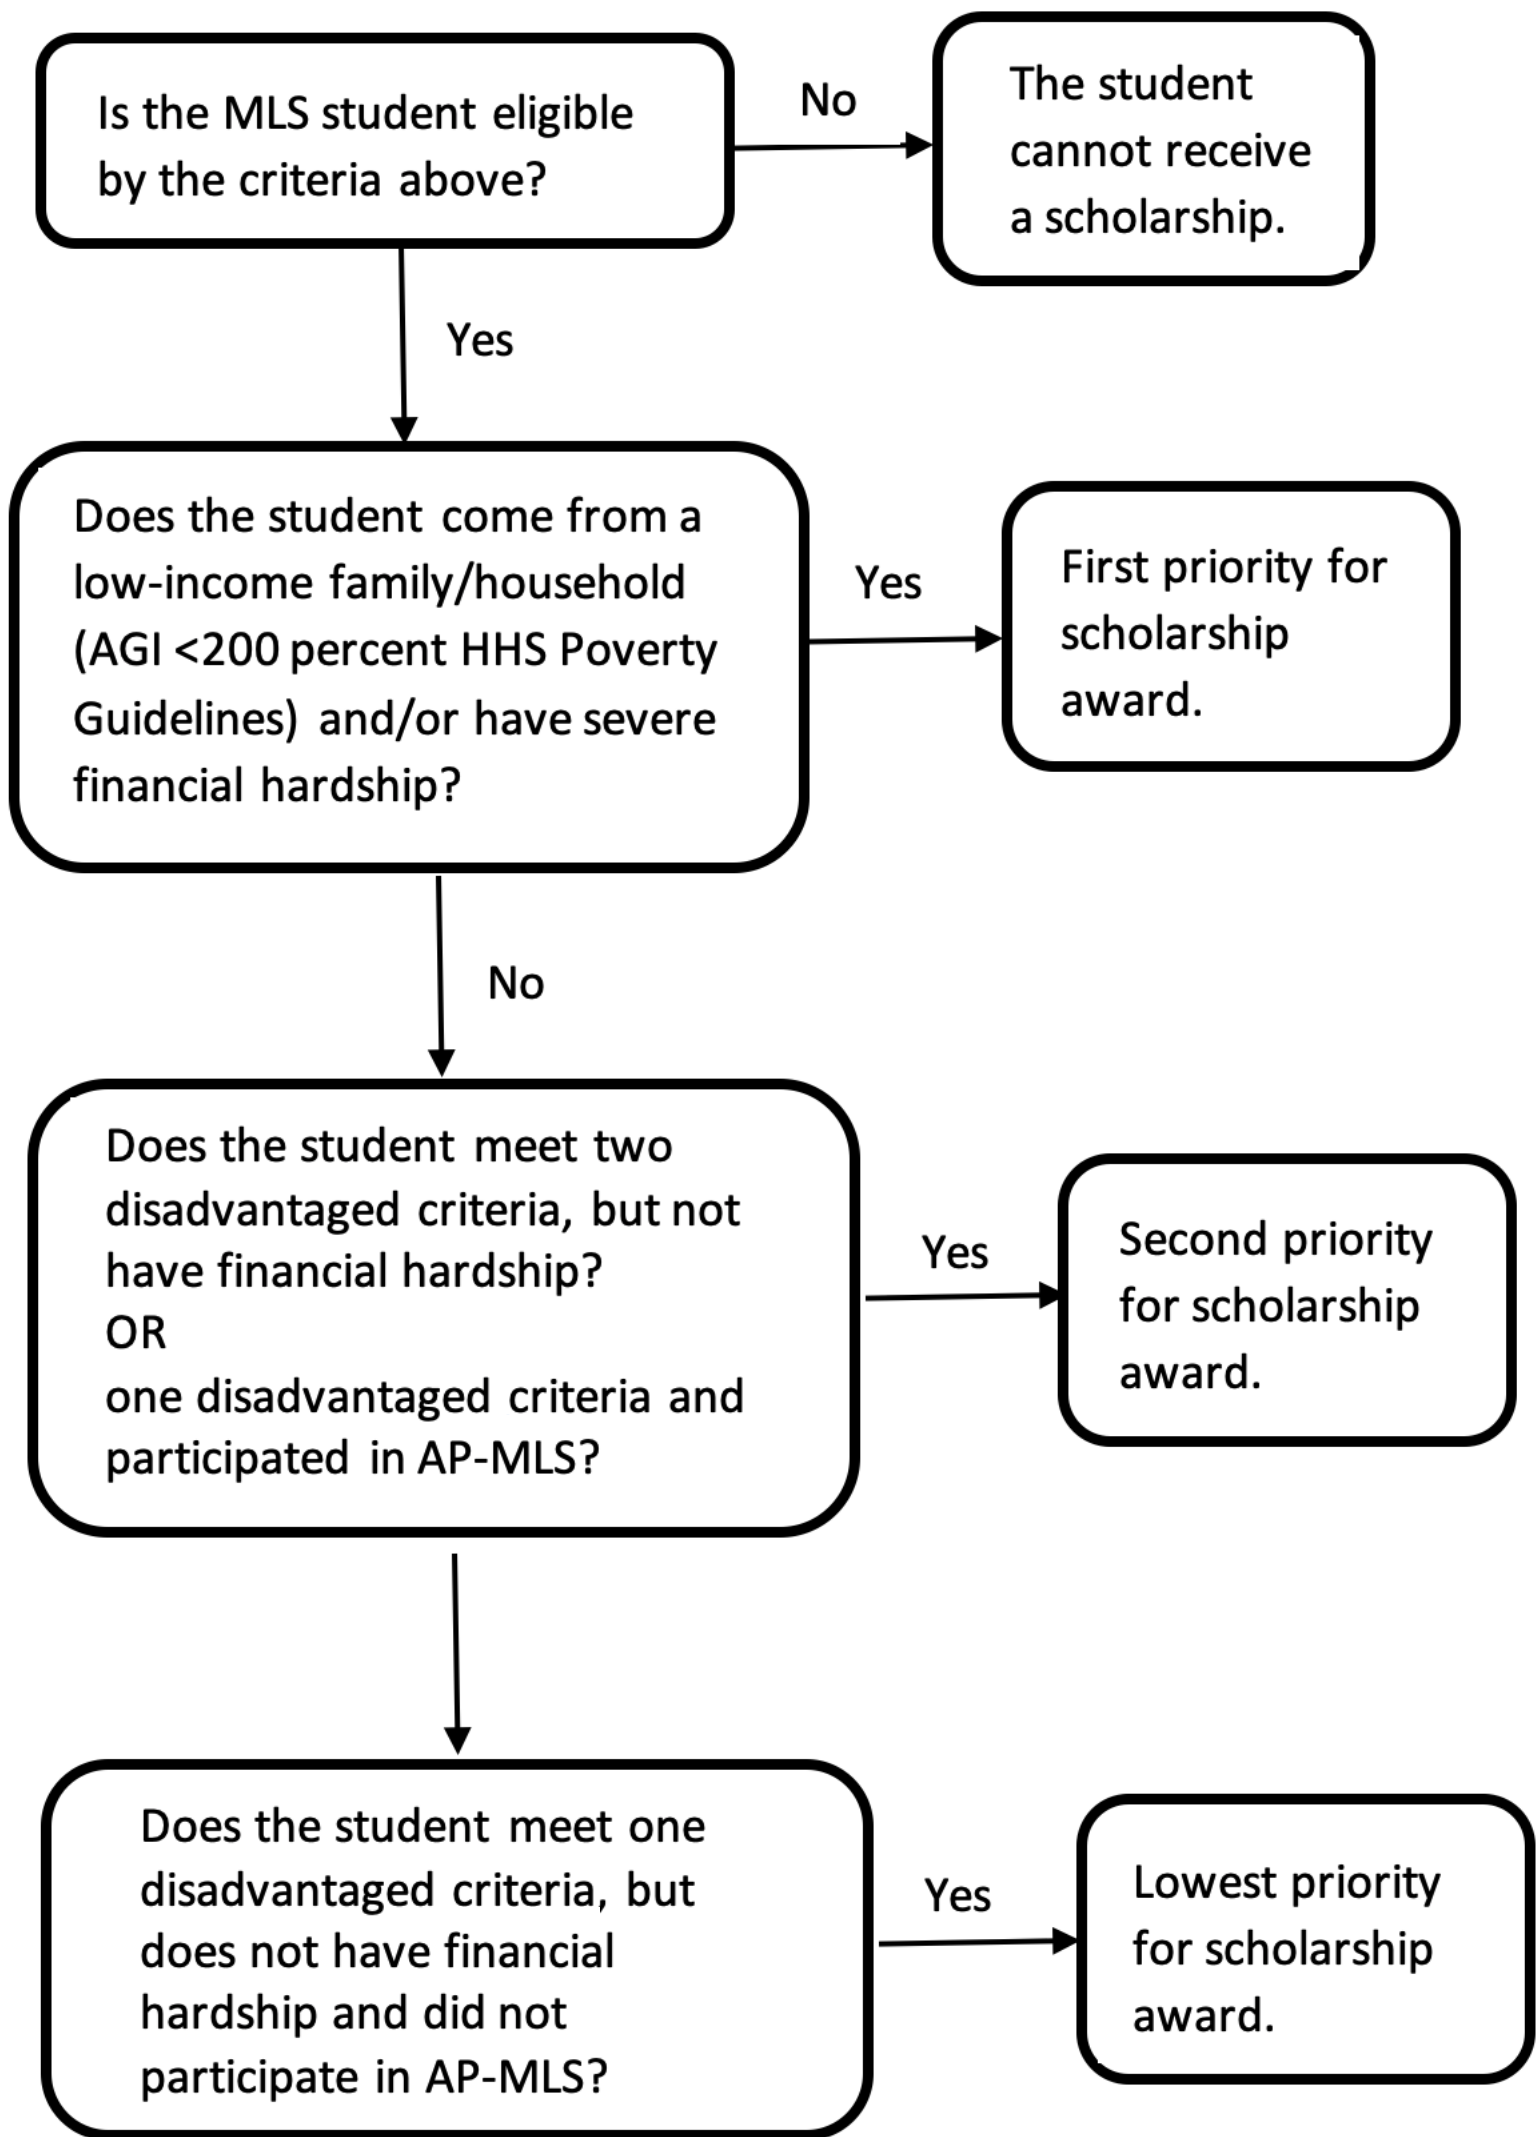 Is the MLS student eligible
by the criteria above?
No
The student
cannot receive
a scholarship.
Yes
Does the student come from a
low-income family/household
(AGI <200 percent HHS Poverty
Guidelines) and/or have severe
financial hardship?
Yes
First priority for
scholarship
award.
No
Does the student meet two
disadvantaged criteria, but not
have financial hardship?
OR
one disadvantaged criteria and
participated in AP-MLS?
Yes
Second priority
for scholarship
award.
Does the student meet one
disadvantaged criteria, but
does not have financial
hardship and did not
participate in AP-MLS?
Yes
Lowest priority
for scholarship
award.